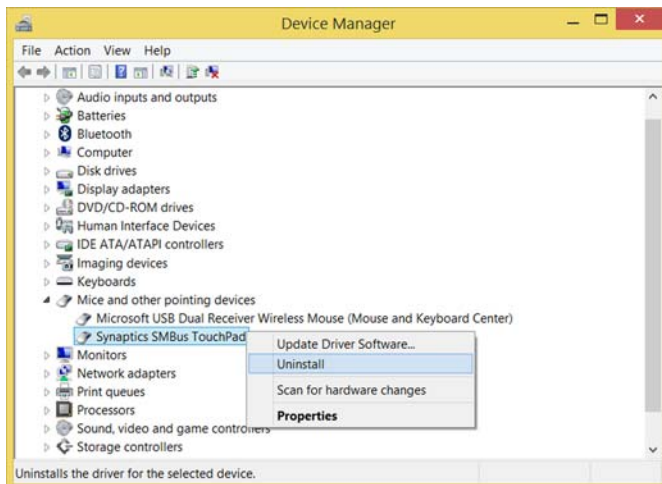 Device Manager
File Action View Help
Audio inputs and outputs
Batteries
Bluetooth
Computer
Disk drives
Display adapters
DVD/CD-ROM drives
Human Interface Devices
IDE ATA/ATAPI controllers
Imaging devices
Keyboards
Mice and other pointing devices
Microsoft USB Dual Receiver Wireless Mouse (Mouse and Keyboard Center)
Synaptics SMBus TouchPad
Update Driver Software...
Uninstall
Scan for hardware changes
Properties
Monitors
Network adapters
Print queues
Processors
Sound, video and game controllers
Storage controllers
Uninstalls the driver for the selected device.